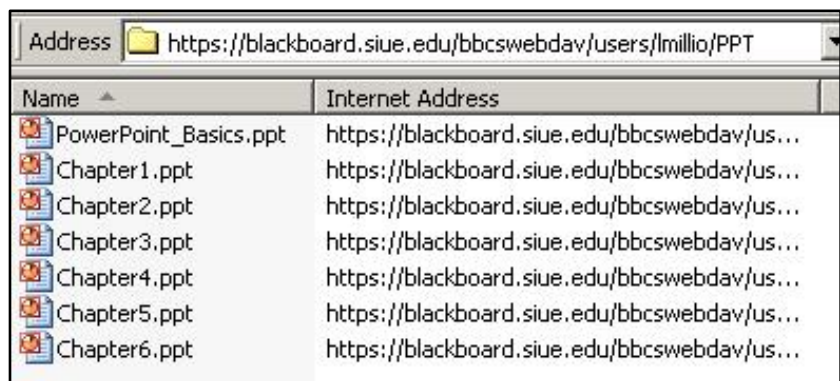 Address https://blackboard.siue.edu/bbcswebdav/users/lmillio/PPT
Name Internet Address
PowerPoint_Basics.ppt https://blackboard.siue.edu/bbcswebdav/us...
Chapter1.ppt https://blackboard.siue.edu/bbcswebdav/us...
Chapter2.ppt https://blackboard.siue.edu/bbcswebdav/us...
Chapter3.ppt https://blackboard.siue.edu/bbcswebdav/us...
Chapter4.ppt https://blackboard.siue.edu/bbcswebdav/us...
Chapter5.ppt https://blackboard.siue.edu/bbcswebdav/us...
Chapter6.ppt https://blackboard.siue.edu/bbcswebdav/us...